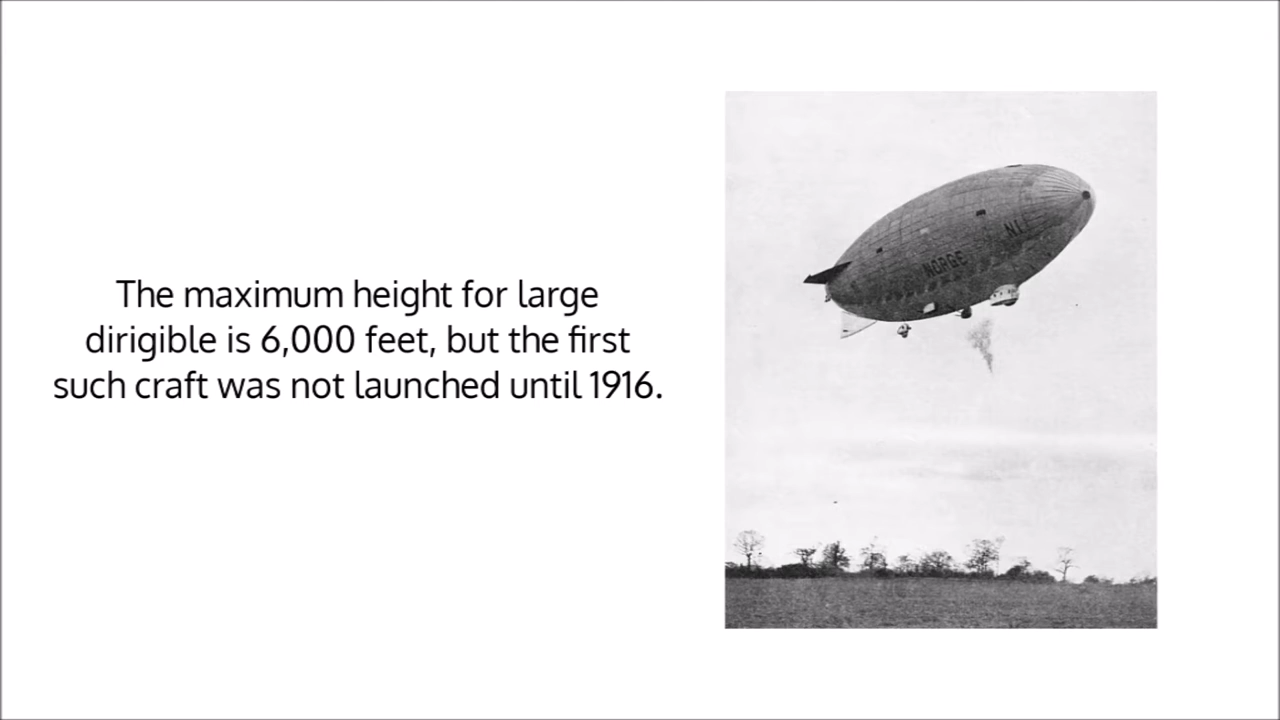 The maximum height for large
dirigible is 6,000 feet, but the first
such craft was not launched until 1916.
NORGE
N1